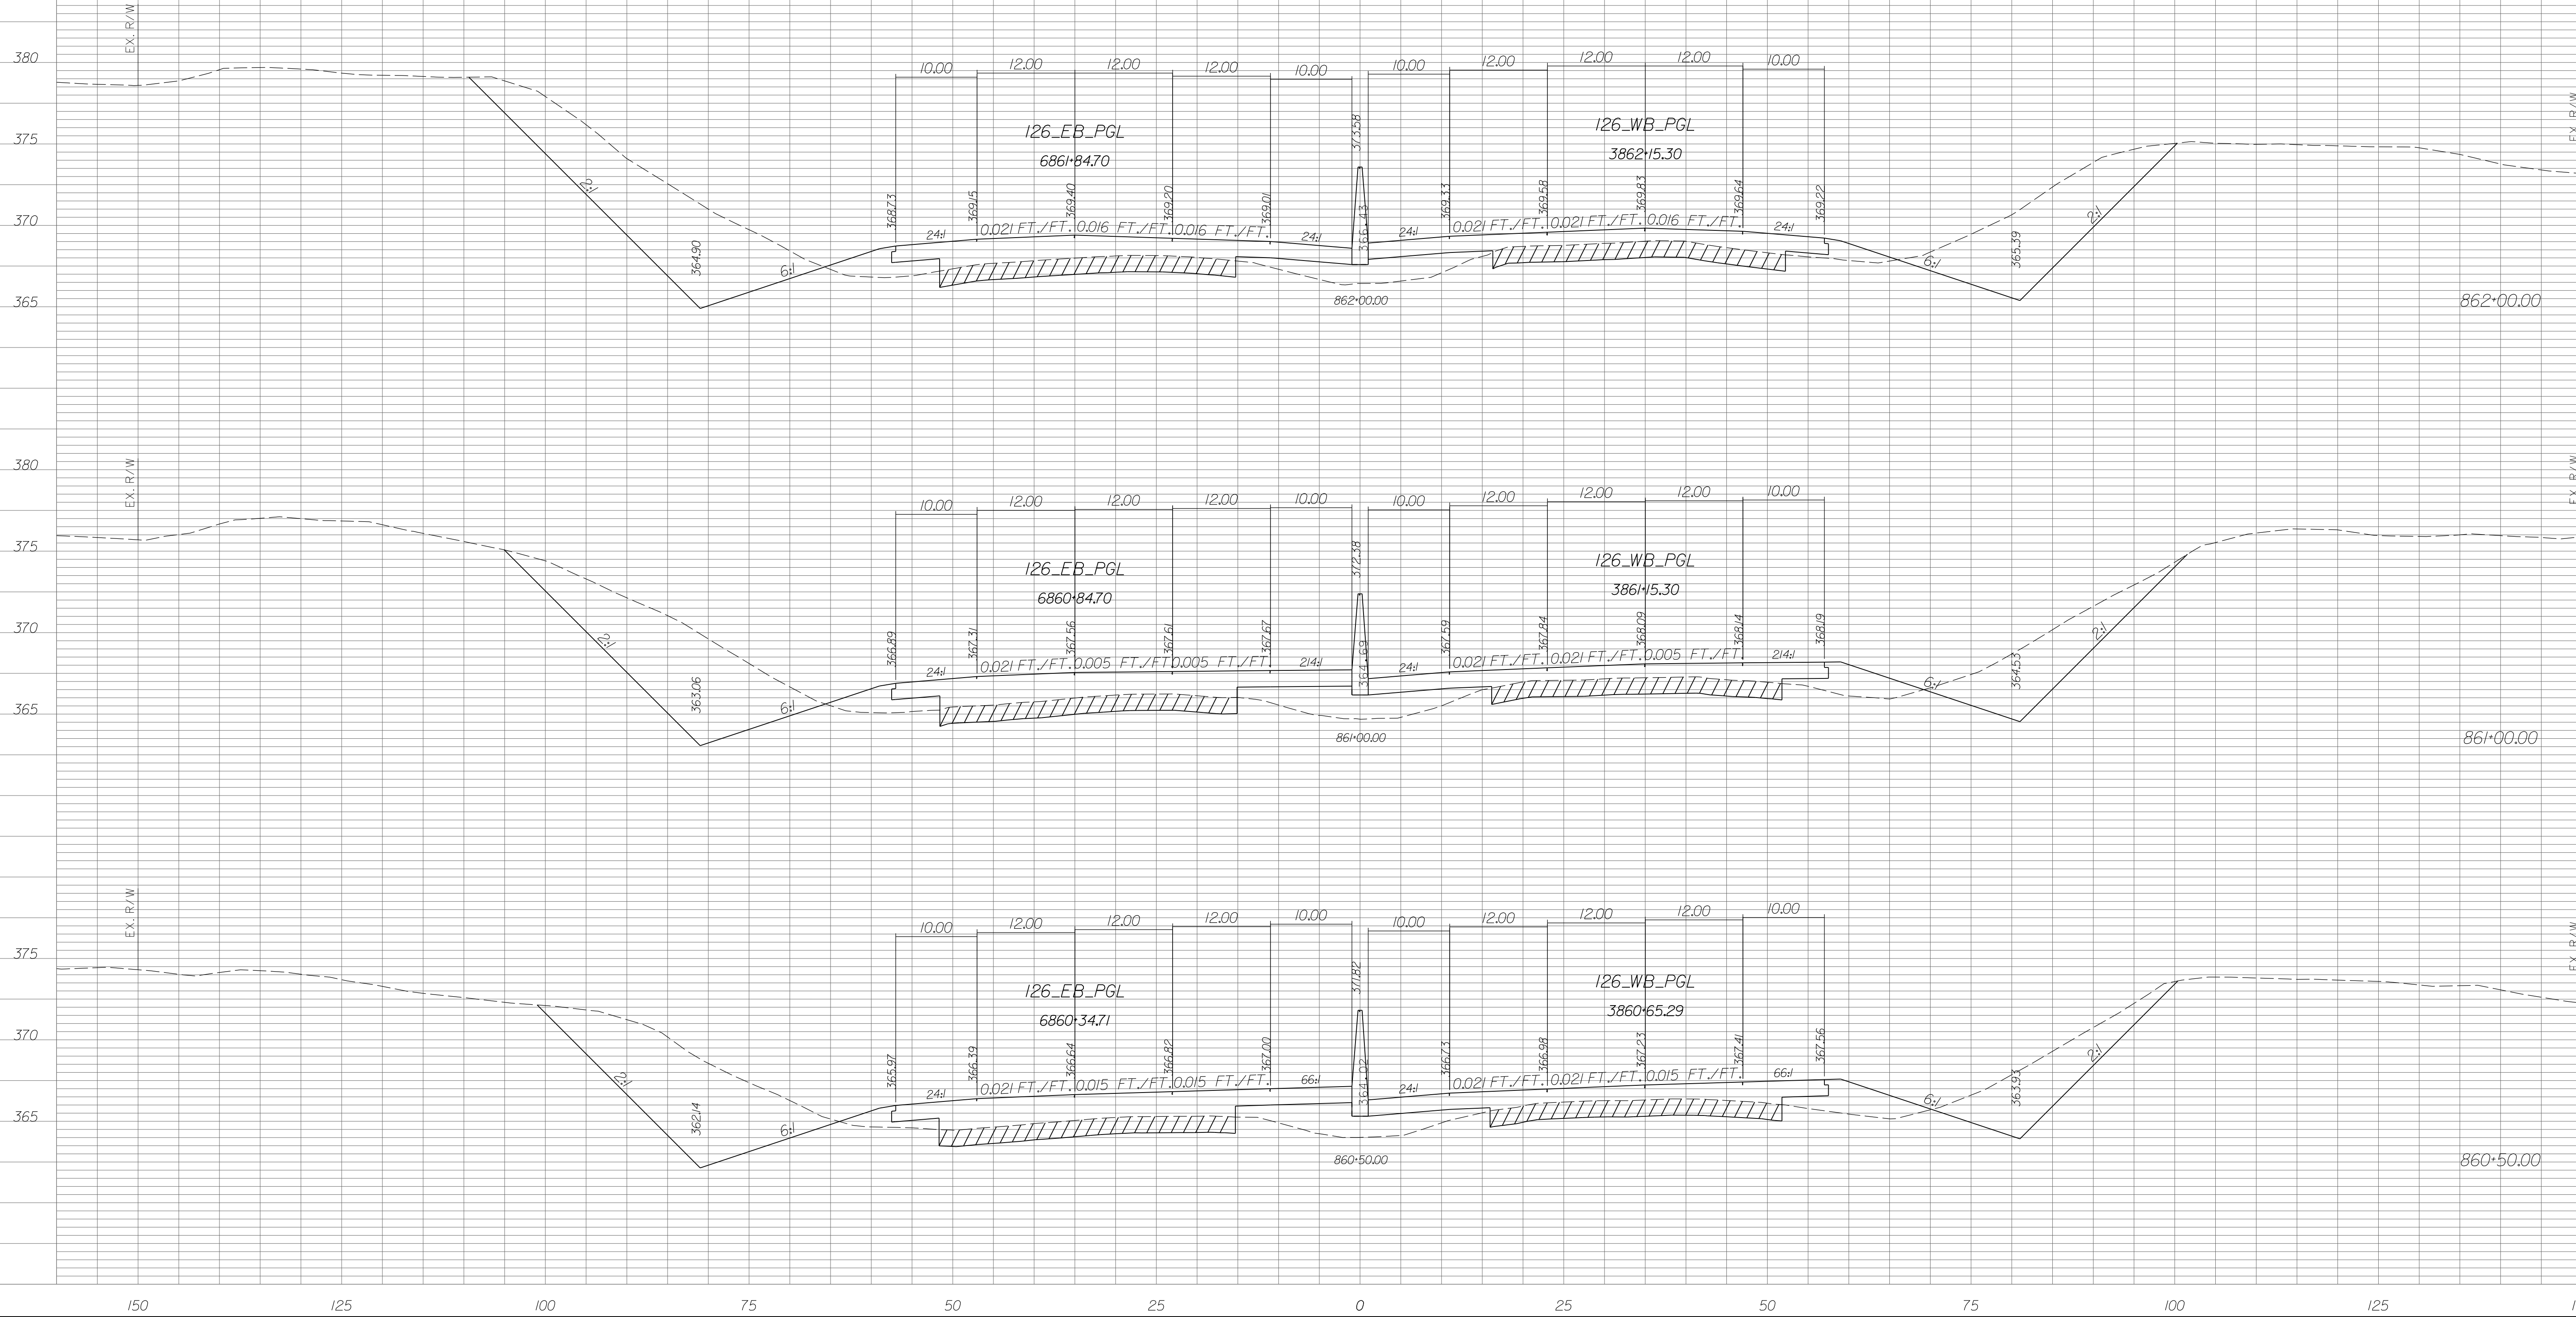 EX. R/W
380
375
370
365
10.00 12.00 12.00 12.00 10.00 10.00 12.00 12.00 12.00 10.00
126_EB_PGL
6861+84.70
126_WB_PGL
3862+15.30
EX. R/W
373.58
368.73 369.15 369.40 369.20 369.01 366.43 369.33 369.58 369.83 369.64 369.22
24:1 0.021 FT./FT. 0.016 FT./FT. 0.016 FT./FT. 24:1 24:1 0.021 FT./FT. 0.021 FT./FT. 0.016 FT./FT. 24:1
2:1 364.90 6:1 6:1 365.39 2:1
862+00.00
862+00.00
EX. R/W
EX. R/W
380
375
370
365
10.00 12.00 12.00 12.00 10.00 10.00 12.00 12.00 12.00 10.00
126_EB_PGL
6860+84.70
126_WB_PGL
3861+15.30
372.38
366.89 367.31 367.56 367.61 367.67 364.69 367.59 367.84 368.09 368.14 368.19
24:1 0.021 FT./FT. 0.005 FT./FT. 0.005 FT./FT. 214:1 24:1 0.021 FT./FT. 0.021 FT./FT. 0.005 FT./FT. 214:1
2:1 363.06 6:1 6:1 364.53 2:1
861+00.00
861+00.00
EX. R/W
EX. R/W
375
370
365
10.00 12.00 12.00 12.00 10.00 10.00 12.00 12.00 12.00 10.00
126_EB_PGL
6860+34.71
126_WB_PGL
3860+65.29
371.82
365.97 366.39 366.64 366.82 367.00 364.02 366.73 366.98 367.23 367.41 367.56
24:1 0.021 FT./FT. 0.015 FT./FT. 0.015 FT./FT. 66:1 24:1 0.021 FT./FT. 0.021 FT./FT. 0.015 FT./FT. 66:1
2:1 362.14 6:1 6:1 363.93 2:1
860+50.00
860+50.00
150 125 100 75 50 25 0 25 50 75 100 125